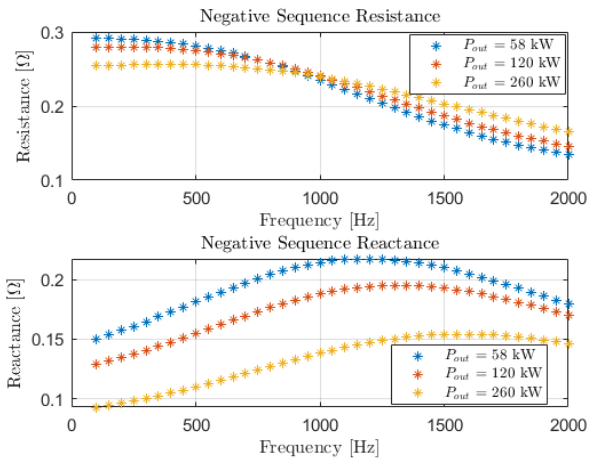 Negative Sequence Resistance
Resistance [Ω]
0.3
0.2
0.1
P_out = 58 kW
P_out = 120 kW
P_out = 260 kW
0 500 1000 1500 2000
Frequency [Hz]
Negative Sequence Reactance
Reactance [Ω]
0.2
0.15
0.1
P_out = 58 kW
P_out = 120 kW
P_out = 260 kW
0 500 1000 1500 2000
Frequency [Hz]